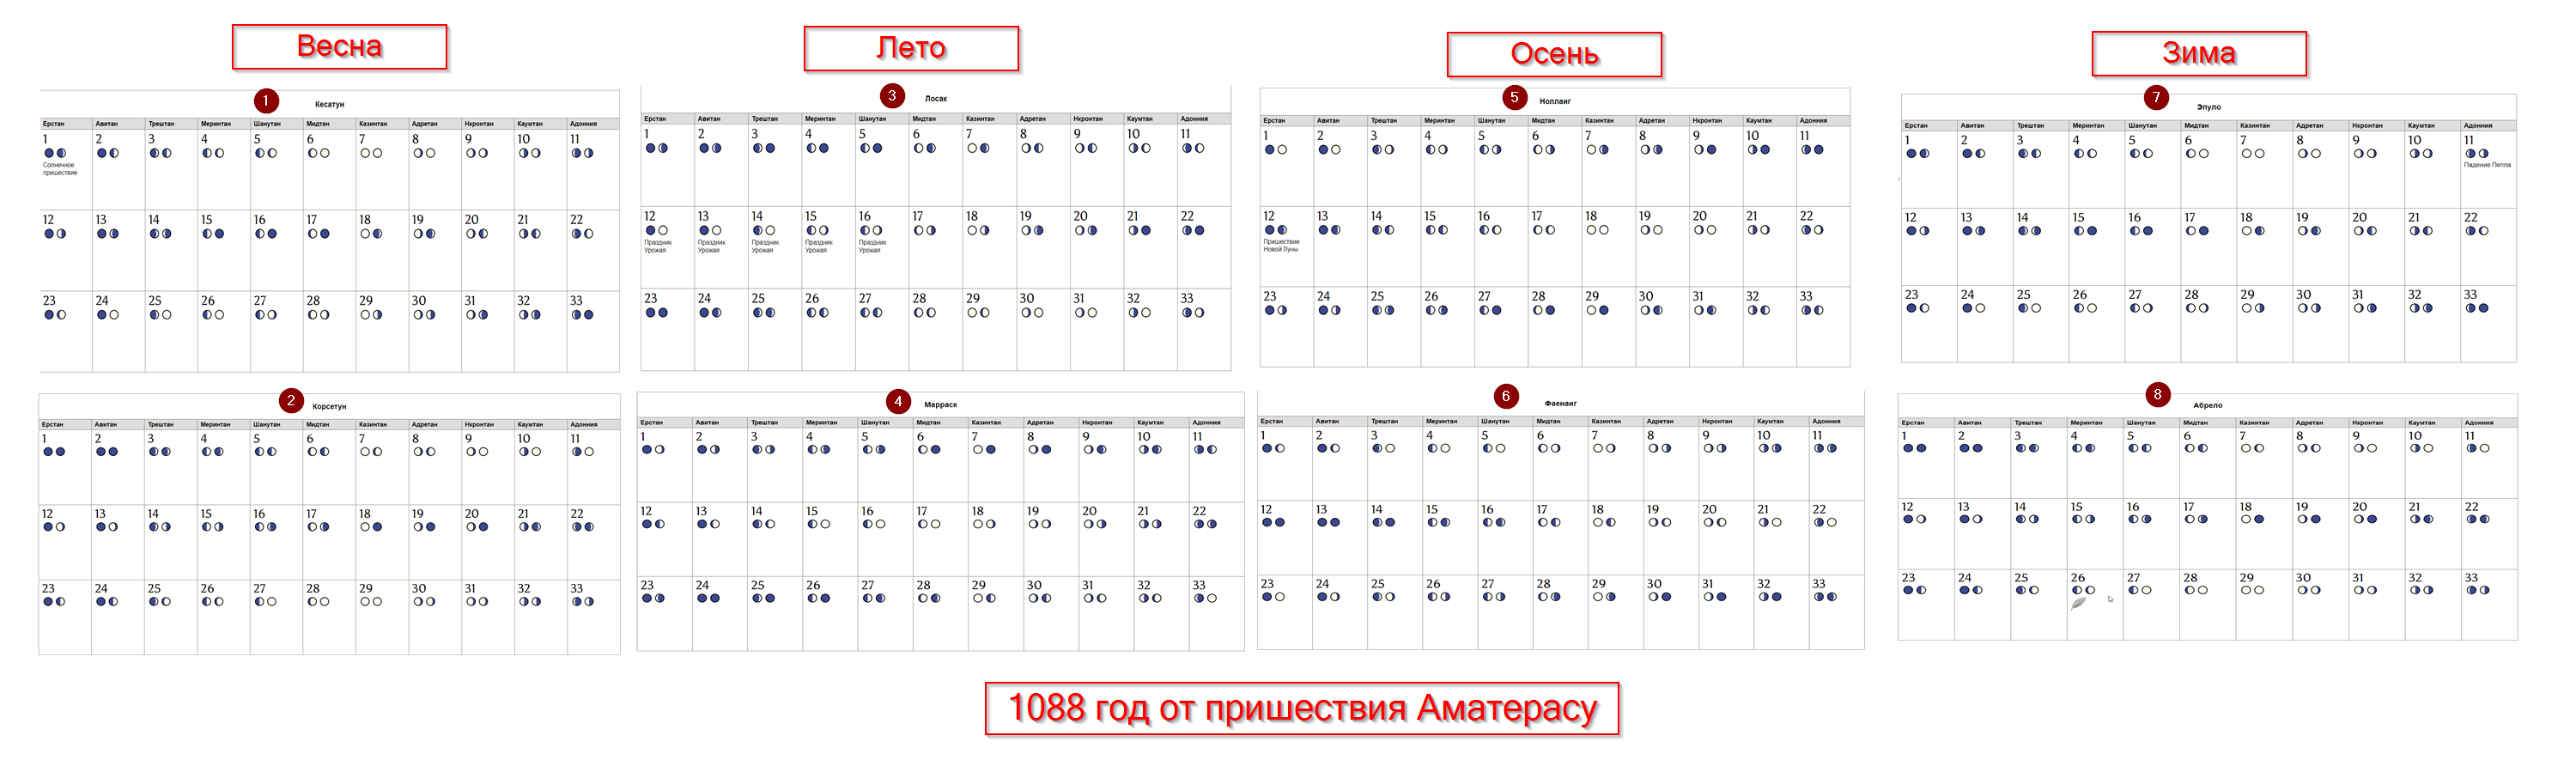 Весна
Лето
Осень
Зима
1
Кесатун
Ерстан Авитан Трештан Меринтан Шанутан Мидтан Казинтан Адретан Нкронтан Каумтан Адонния
1 2 3 4 5 6 7 8 9 10 11
Солнечное
пришествие
12 13 14 15 16 17 18 19 20 21 22
23 24 25 26 27 28 29 30 31 32 33
3
Лосак
Ерстан Авитан Трештан Меринтан Шанутан Мидтан Казинтан Адретан Нкронтан Каумтан Адонния
1 2 3 4 5 6 7 8 9 10 11
12 13 14 15 16 17 18 19 20 21 22
Праздник Праздник Праздник Праздник Праздник
Урожая Урожая Урожая Урожая Урожая
23 24 25 26 27 28 29 30 31 32 33
5
Ноллаиг
Ерстан Авитан Трештан Меринтан Шанутан Мидтан Казинтан Адретан Нкронтан Каумтан Адонния
1 2 3 4 5 6 7 8 9 10 11
12 13 14 15 16 17 18 19 20 21 22
Пришествие
Новой Луны
23 24 25 26 27 28 29 30 31 32 33
7
Эпуло
Ерстан Авитан Трештан Меринтан Шанутан Мидтан Казинтан Адретан Нкронтан Каумтан Адонния
1 2 3 4 5 6 7 8 9 10 11
Падение Пепла
12 13 14 15 16 17 18 19 20 21 22
23 24 25 26 27 28 29 30 31 32 33
2
Корсетун
Ерстан Авитан Трештан Меринтан Шанутан Мидтан Казинтан Адретан Нкронтан Каумтан Адонния
1 2 3 4 5 6 7 8 9 10 11
12 13 14 15 16 17 18 19 20 21 22
23 24 25 26 27 28 29 30 31 32 33
4
Марраск
Ерстан Авитан Трештан Меринтан Шанутан Мидтан Казинтан Адретан Нкронтан Каумтан Адонния
1 2 3 4 5 6 7 8 9 10 11
12 13 14 15 16 17 18 19 20 21 22
23 24 25 26 27 28 29 30 31 32 33
6
Фаенаиг
Ерстан Авитан Трештан Меринтан Шанутан Мидтан Казинтан Адретан Нкронтан Каумтан Адонния
1 2 3 4 5 6 7 8 9 10 11
12 13 14 15 16 17 18 19 20 21 22
23 24 25 26 27 28 29 30 31 32 33
8
Абрело
Ерстан Авитан Трештан Меринтан Шанутан Мидтан Казинтан Адретан Нкронтан Каумтан Адонния
1 2 3 4 5 6 7 8 9 10 11
12 13 14 15 16 17 18 19 20 21 22
23 24 25 26 27 28 29 30 31 32 33
1088 год от пришествия Аматерасу